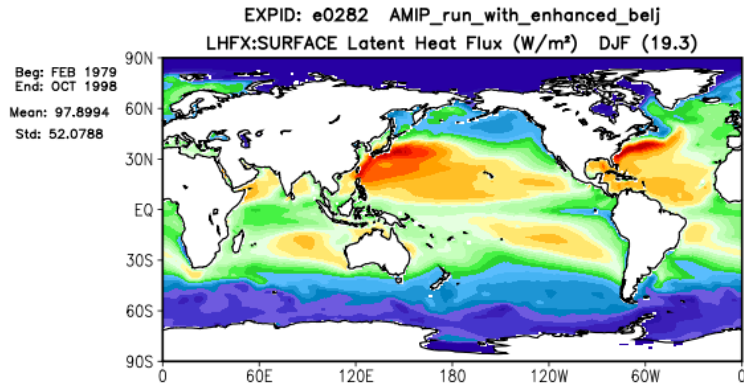 EXPID: e0282 AMIP_run_with_enhanced_belj
LHFX:SURFACE Latent Heat Flux (W/m²) DJF (19.3)
Beg: FEB 1979
End: OCT 1998
Mean: 97.8994
Std: 52.0788
90N
60N
30N
EQ
30S
60S
90S
0 60E 120E 180 120W 60W 0